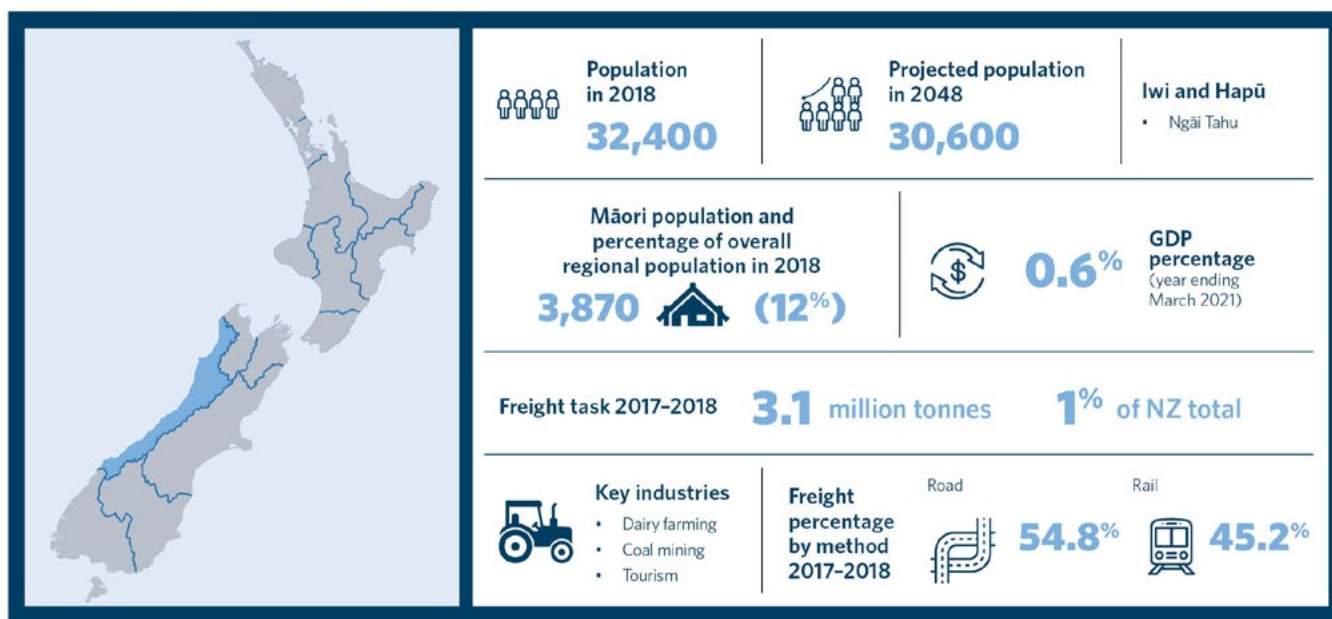 Population
in 2018
32,400
Projected population
in 2048
30,600
Iwi and Hapū
• Ngāi Tahu
Māori population and
percentage of overall
regional population in 2018
3,870 (12%)
$
0.6%
GDP
percentage
(year ending
March 2021)
Freight task 2017–2018 3.1 million tonnes 1% of NZ total
Key industries
• Dairy farming
• Coal mining
• Tourism
Freight
percentage
by method
2017–2018
Road
54.8%
Rail
45.2%